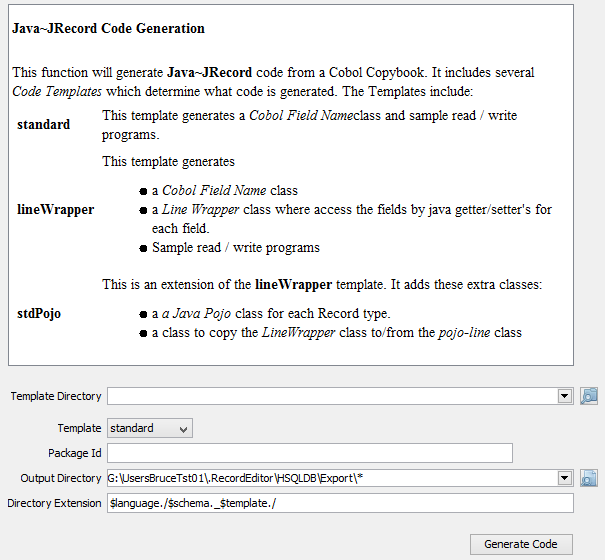 Java~JRecord Code Generation
This function will generate Java~JRecord code from a Cobol Copybook. It includes several
Code Templates which determine what code is generated. The Templates include:
standard
This template generates a Cobol Field Nameclass and sample read / write
programs.
lineWrapper
This template generates
● a Cobol Field Name class
● a Line Wrapper class where access the fields by java getter/setter's for
each field.
● Sample read / write programs
stdPojo
This is an extension of the lineWrapper template. It adds these extra classes:
● a a Java Pojo class for each Record type.
● a class to copy the LineWrapper class to/from the pojo-line class
Template Directory
Template standard
Package Id
Output Directory G:\UsersBruceTst01\.RecordEditor\HSQLDB\Export\*
Directory Extension $language./$schema._$template./
Generate Code